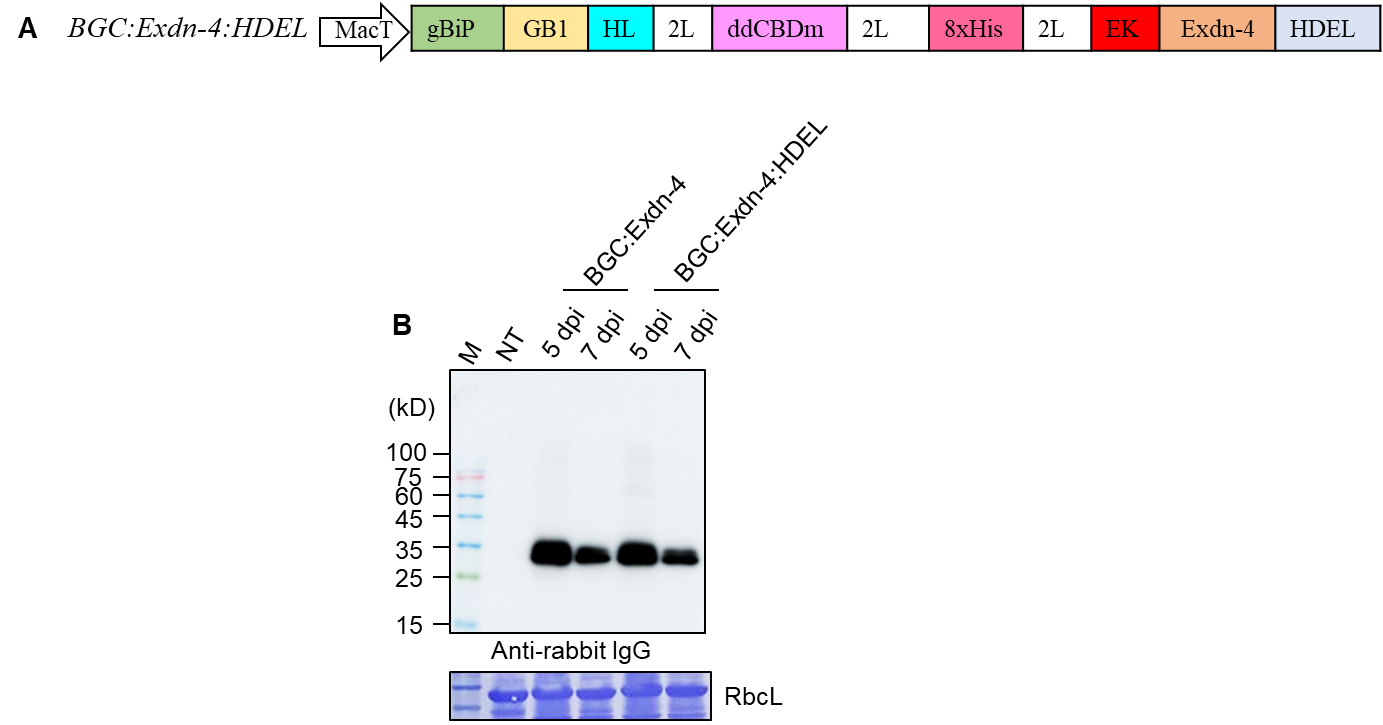 A BGC:Exdn-4:HDEL MacT gBiP GB1 HL 2L ddCBDm 2L 8xHis 2L EK Exdn-4 HDEL
BGC:Exdn-4 BGC:Exdn-4:HDEL
B M NT 5 dpi 7 dpi 5 dpi 7 dpi
(kD)
100
75
60
45
35
25
15
Anti-rabbit IgG
RbcL